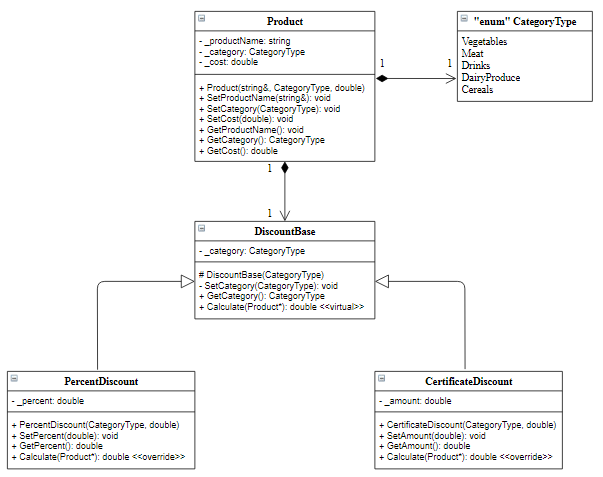 Product
- _productName: string
- _category: CategoryType
- _cost: double
+ Product(string&, CategoryType, double)
+ SetProductName(string&): void
+ SetCategory(CategoryType): void
+ SetCost(double): void
+ GetProductName(): void
+ GetCategory(): CategoryType
+ GetCost(): double
"enum" CategoryType
Vegetables
Meat
Drinks
DairyProduce
Cereals
1
1
1
1
DiscountBase
- _category: CategoryType
# DiscountBase(CategoryType)
- SetCategory(CategoryType): void
+ GetCategory(): CategoryType
+ Calculate(Product*): double <<virtual>>
PercentDiscount
- _percent: double
+ PercentDiscount(CategoryType, double)
+ SetPercent(double): void
+ GetPercent(): double
+ Calculate(Product*): double <<override>>
CertificateDiscount
- _amount: double
+ CertificateDiscount(CategoryType, double)
+ SetAmount(double): void
+ GetAmount(): double
+ Calculate(Product*): double <<override>>